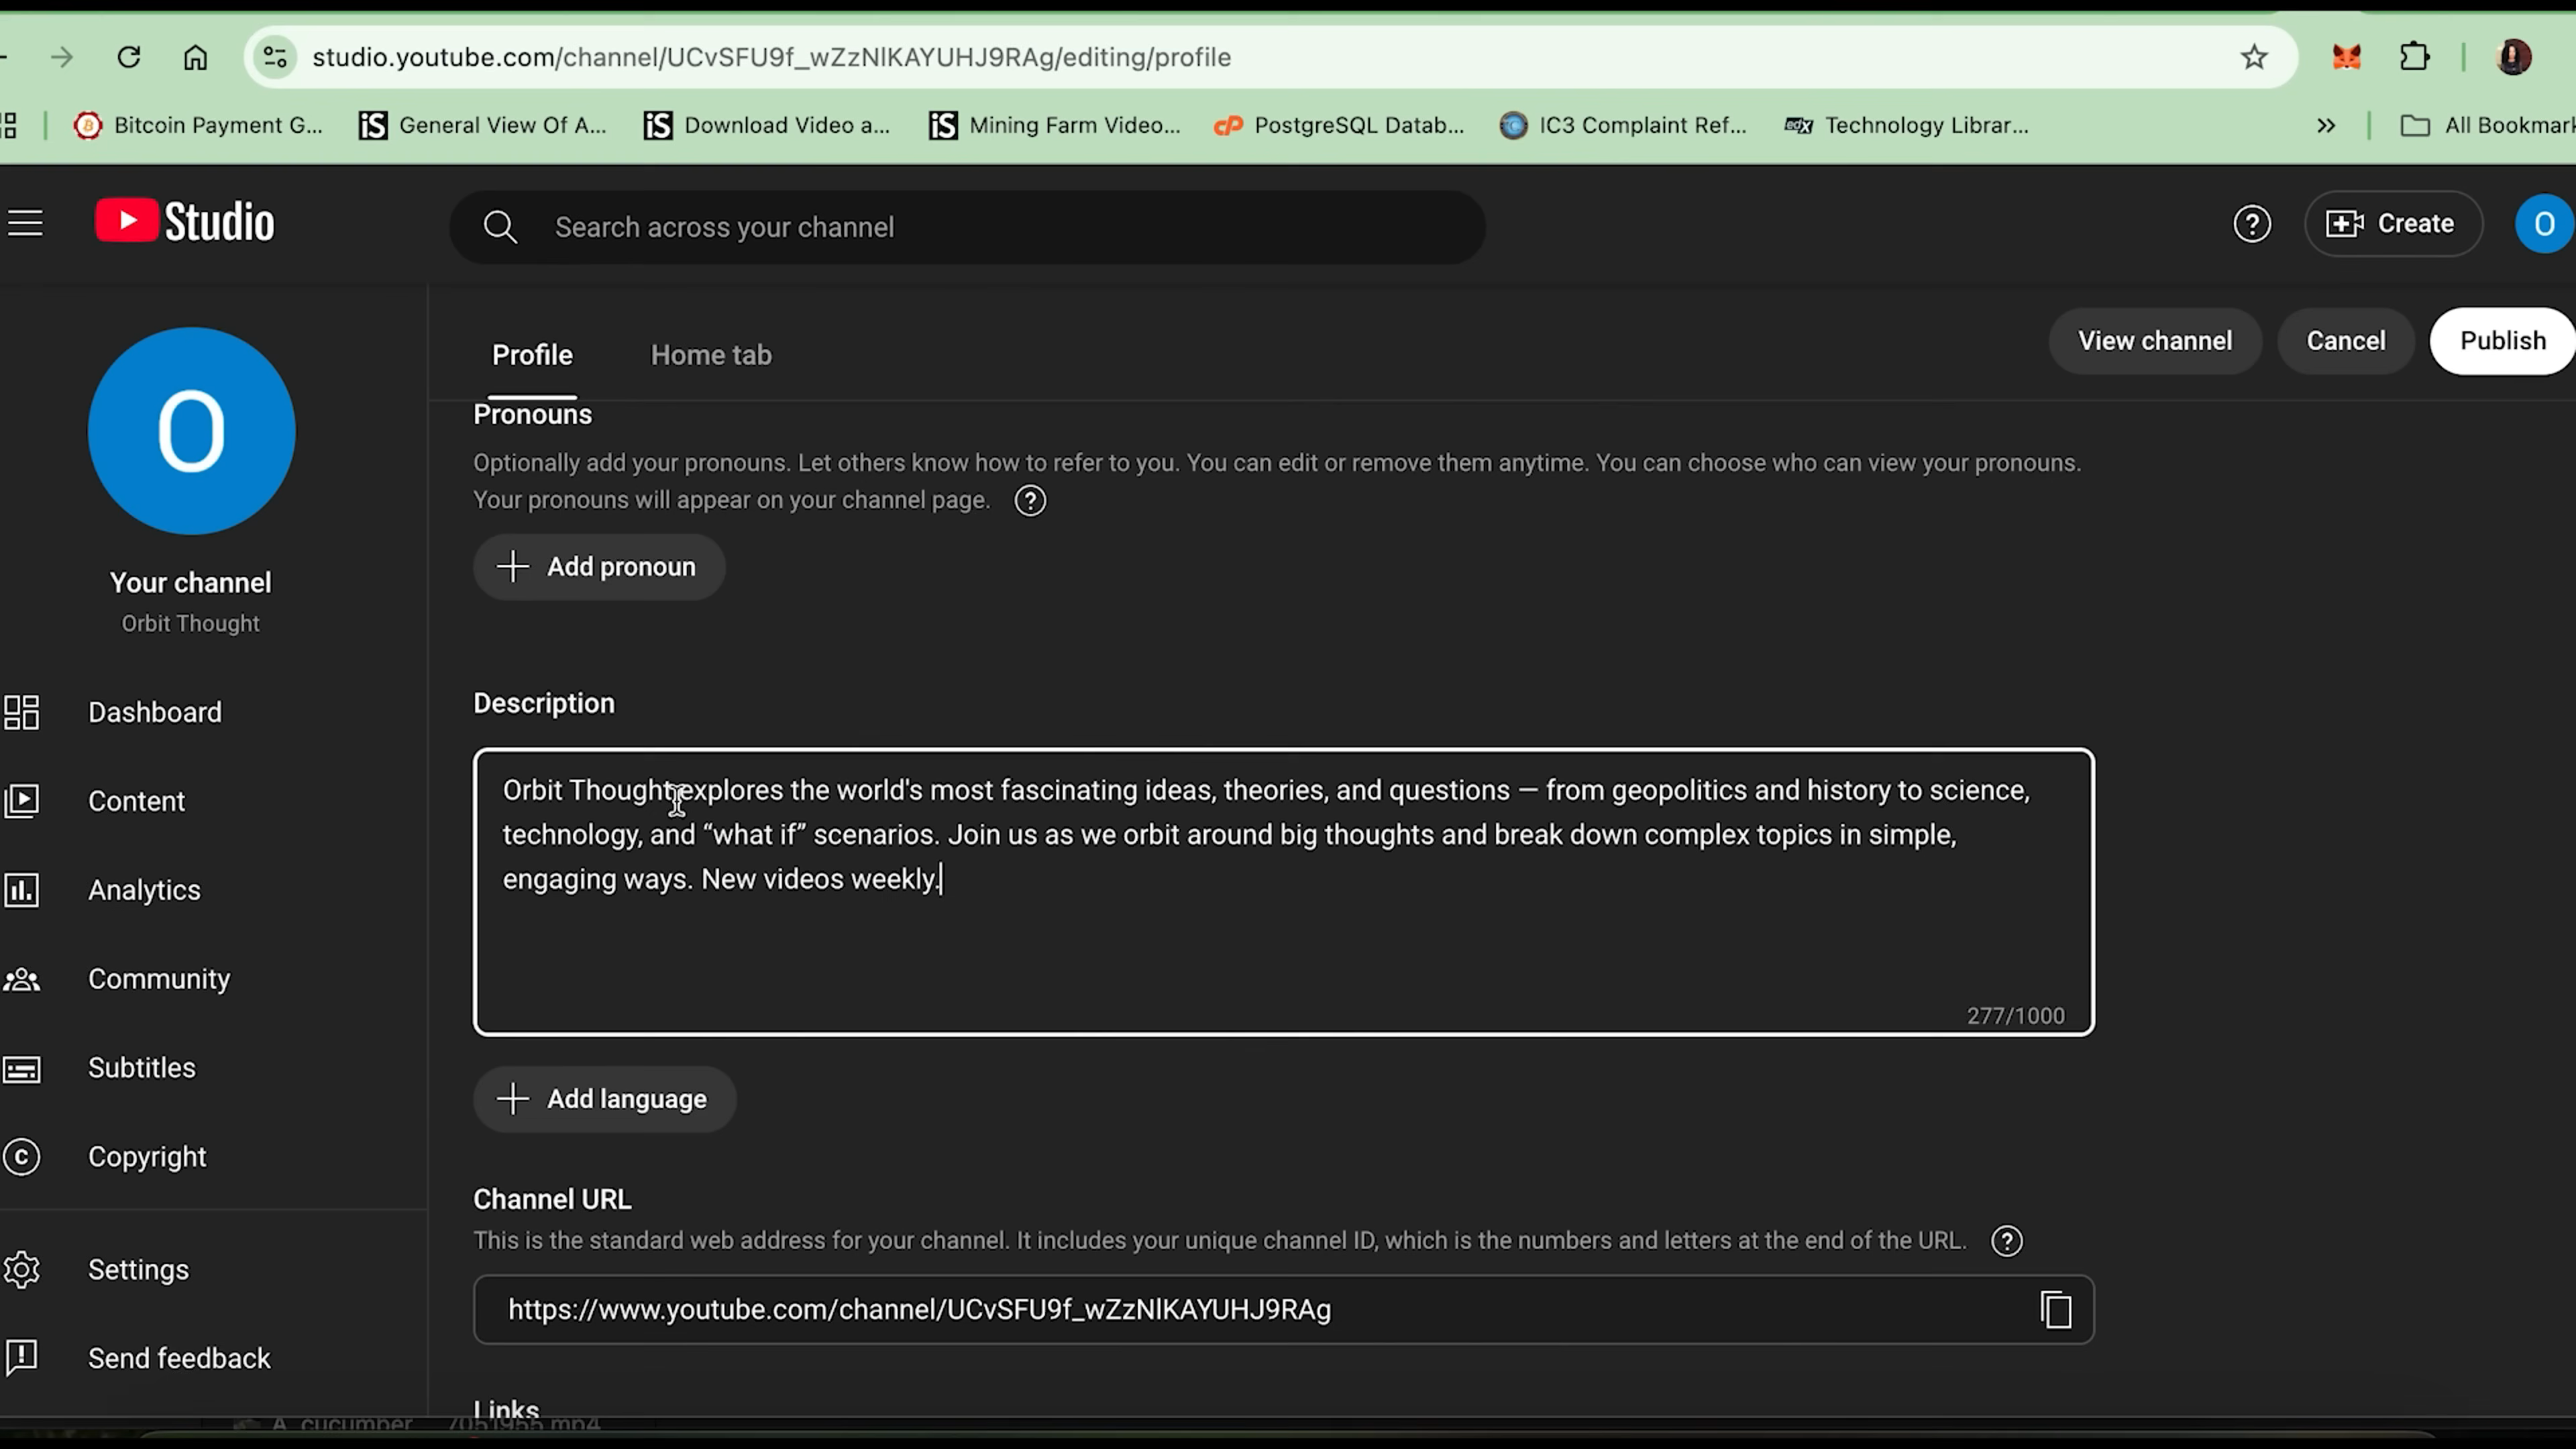 studio.youtube.com/channel/UCvSFU9f_wZzNlKAYUHJ9RAg/editing/profile
Bitcoin Payment G...
General View Of A...
Download Video a...
Mining Farm Video...
PostgreSQL Datab...
IC3 Complaint Ref...
Technology Librar...
All Bookmark
Studio
Search across your channel
Create
O
O
Your channel
Orbit Thought
Dashboard
Content
Analytics
Community
Subtitles
Copyright
Settings
Send feedback
Profile
Home tab
View channel
Cancel
Publish
Pronouns
Optionally add your pronouns. Let others know how to refer to you. You can edit or remove them anytime. You can choose who can view your pronouns.
Your pronouns will appear on your channel page.
Add pronoun
Description
Orbit Thought explores the world's most fascinating ideas, theories, and questions — from geopolitics and history to science,
technology, and “what if” scenarios. Join us as we orbit around big thoughts and break down complex topics in simple,
engaging ways. New videos weekly.
277/1000
Add language
Channel URL
This is the standard web address for your channel. It includes your unique channel ID, which is the numbers and letters at the end of the URL.
https://www.youtube.com/channel/UCvSFU9f_wZzNlKAYUHJ9RAg
Links